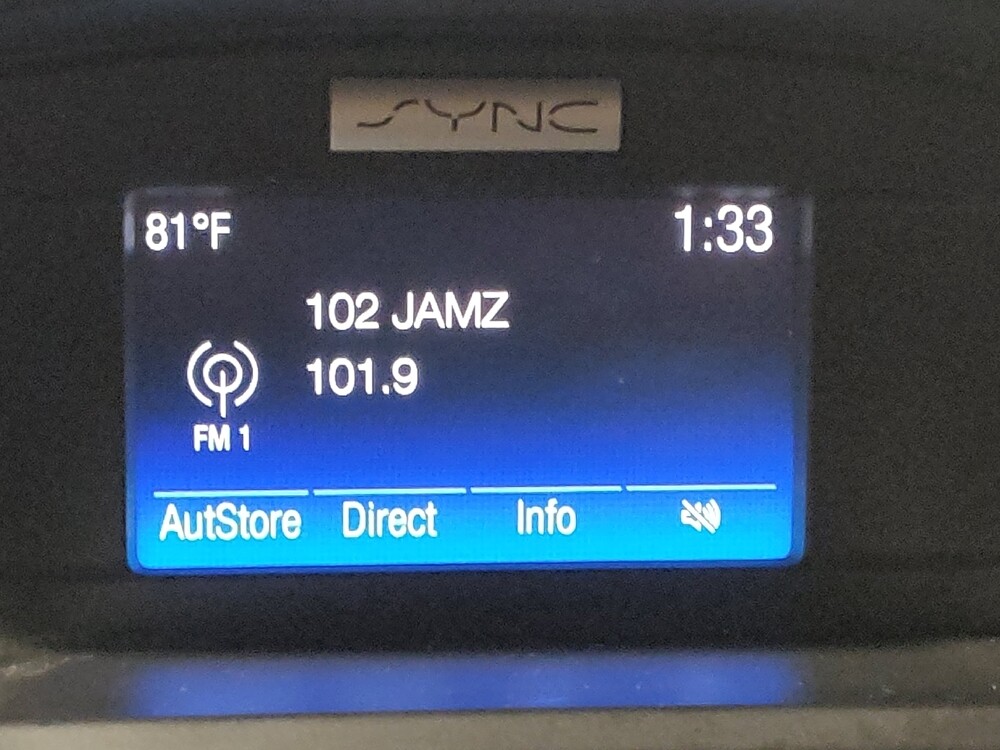 SYNC
81°F 1:33
102 JAMZ
101.9
FM 1
AutStore Direct Info